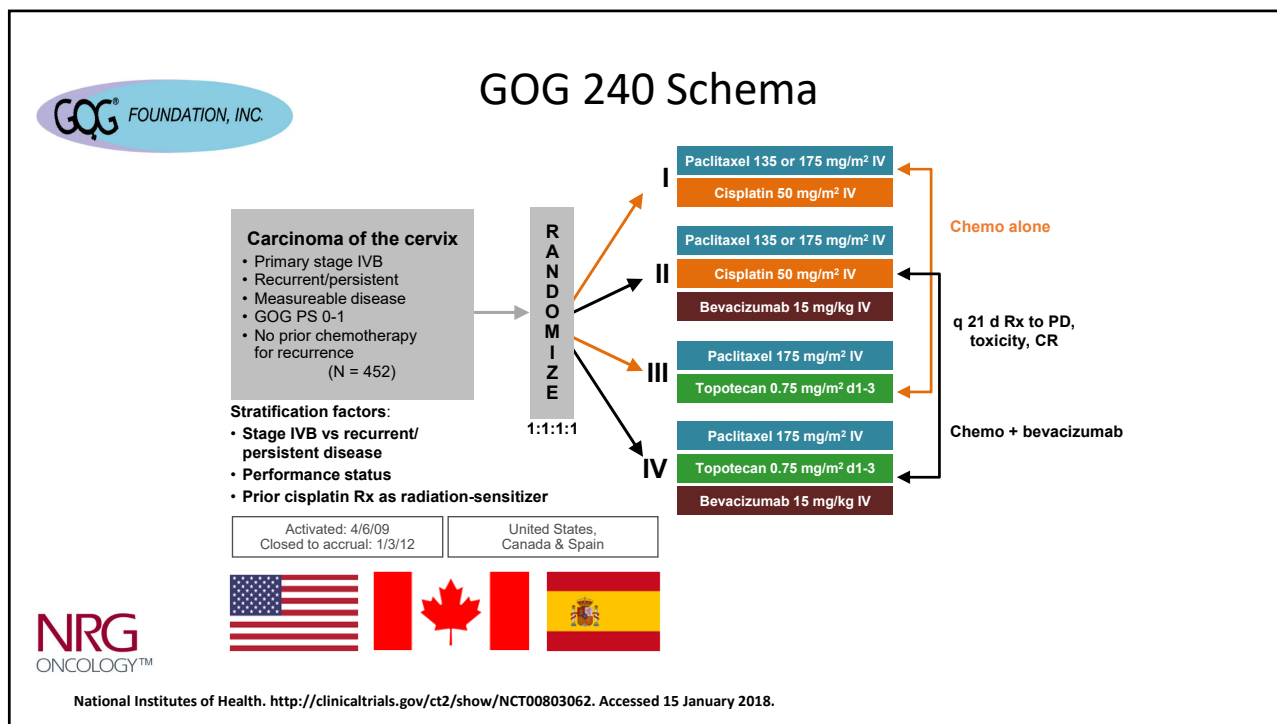 GOG® FOUNDATION, INC.
GOG 240 Schema
Carcinoma of the cervix
• Primary stage IVB
• Recurrent/persistent
• Measureable disease
• GOG PS 0-1
• No prior chemotherapy
for recurrence
(N = 452)
Stratification factors:
• Stage IVB vs recurrent/
persistent disease
• Performance status
• Prior cisplatin Rx as radiation-sensitizer
RANDOMIZE
1:1:1:1
I
Paclitaxel 135 or 175 mg/m² IV
Cisplatin 50 mg/m² IV
II
Paclitaxel 135 or 175 mg/m² IV
Cisplatin 50 mg/m² IV
Bevacizumab 15 mg/kg IV
III
Paclitaxel 175 mg/m² IV
Topotecan 0.75 mg/m² d1-3
IV
Paclitaxel 175 mg/m² IV
Topotecan 0.75 mg/m² d1-3
Bevacizumab 15 mg/kg IV
Chemo alone
q 21 d Rx to PD,
toxicity, CR
Chemo + bevacizumab
Activated: 4/6/09
Closed to accrual: 1/3/12
United States,
Canada & Spain
NRG
ONCOLOGY™
National Institutes of Health. http://clinicaltrials.gov/ct2/show/NCT00803062. Accessed 15 January 2018.